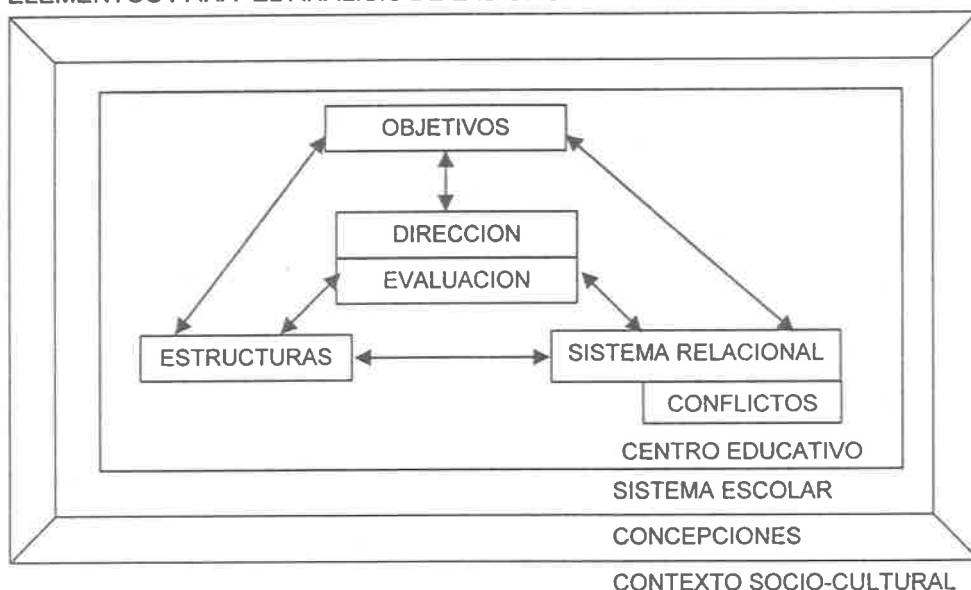 OBJETIVOS
DIRECCION
EVALUACION
ESTRUCTURAS
SISTEMA RELACIONAL
CONFLICTOS
CENTRO EDUCATIVO
SISTEMA ESCOLAR
CONCEPCIONES
CONTEXTO SOCIO-CULTURAL